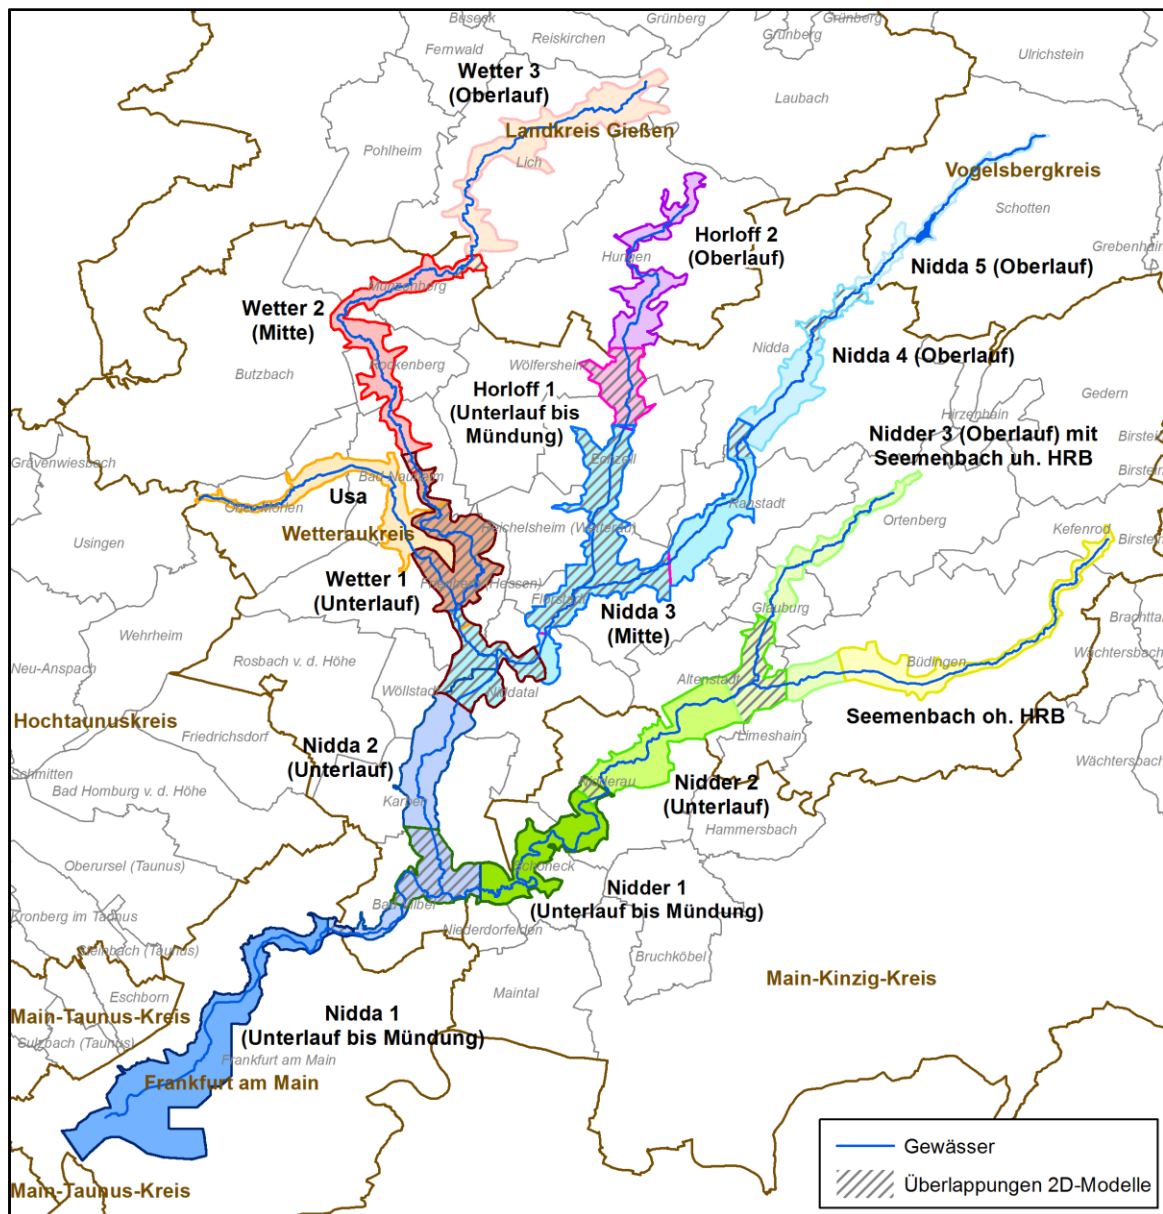 Buseck
Grünberg
Grünberg
Grünberg
Reiskirchen
Fernwald
Ulrichstein
Wetter 3
(Oberlauf)
Laubach
Landkreis Gießen
Pohlheim
Lich
Vogelsbergkreis
Schotten
Horloff 2
(Oberlauf)
Hungen
Grebenhain
Nidda 5 (Oberlauf)
Münzenberg
Wetter 2
(Mitte)
Nidda
Nidda 4 (Oberlauf)
Butzbach
Rockenberg
Wölfersheim
Horloff 1
(Unterlauf bis
Mündung)
Gedern
Hirzenhain
Nidder 3 (Oberlauf) mit
Seemenbach uh. HRB
Birstein
Birstein
Grävenwiesbach
Echzell
Bad Nauheim
Usa
Ober-Mörlen
Ranstadt
Ortenberg
Reichelsheim (Wetterau)
Kefenrod
Birstein
Usingen
Wetteraukreis
Wetter 1
(Unterlauf)
Friedberg (Hessen)
Florstadt
Nidda 3
(Mitte)
Glauburg
Brachttal
Wehrheim
Neu-Anspach
Rosbach v. d. Höhe
Büdingen
Wächtersbach
Altenstadt
Wöllstadt
Niddatal
Seemenbach oh. HRB
Hochtaunuskreis
Friedrichsdorf
Limeshain
Nidda 2
(Unterlauf)
Wächtersbach
Schmitten
Bad Homburg v. d. Höhe
Nidderau
Nidder 2
(Unterlauf)
Karben
Hammersbach
Oberursel (Taunus)
Schöneck
Nidder 1
(Unterlauf bis Mündung)
Bad Vilbel
Kronberg im Taunus
Niederdorfelden
Steinbach (Taunus)
Bruchköbel
Main-Kinzig-Kreis
Eschborn
Maintal
Main-Taunus-Kreis
Nidda 1
(Unterlauf bis Mündung)
Sulzbach (Taunus)
Frankfurt am Main
Frankfurt am Main
Gewässer
Überlappungen 2D-Modelle
Main-Taunus-Kreis